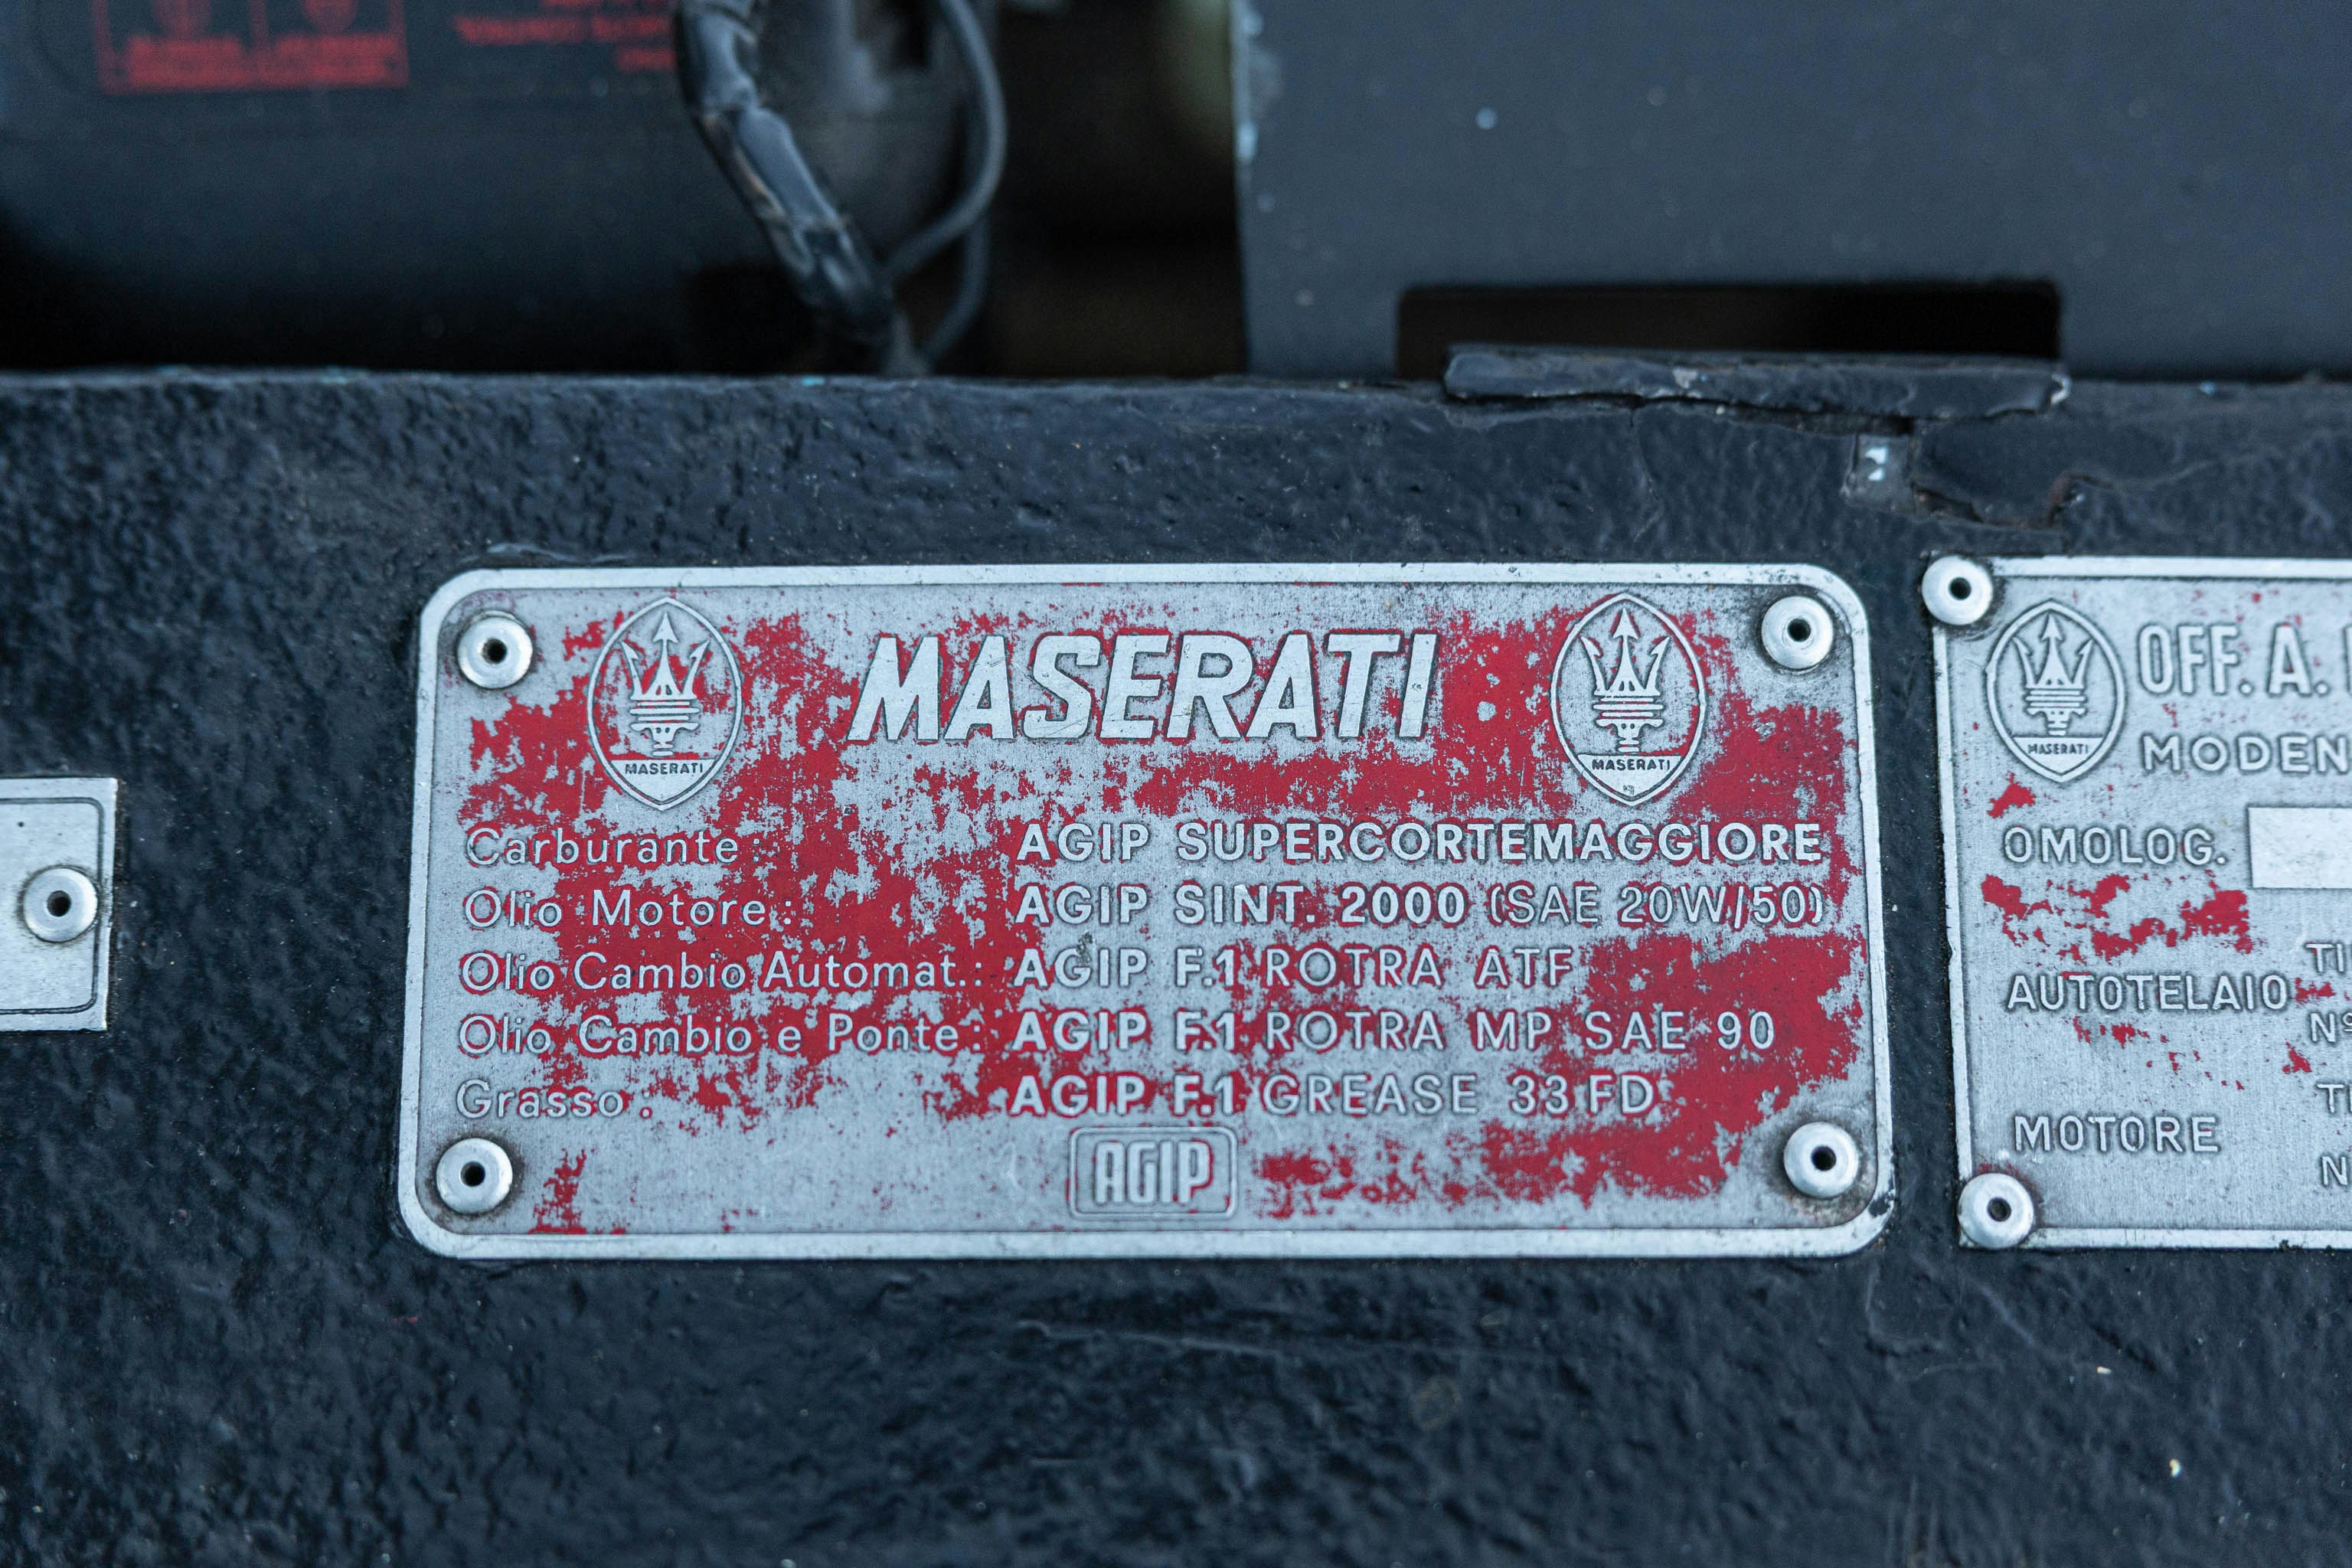 MASERATI
MASERATI
MASERATI
Carburante: AGIP SUPERCORTEMAGGIORE
Olio Motore: AGIP SINT. 2000 (SAE 20W/50)
Olio Cambio Automat.: AGIP F.1 ROTRA ATF
Olio Cambio e Ponte: AGIP F.1 ROTRA MP SAE 90
Grasso: AGIP F.1 GREASE 33 FD
AGIP
MASERATI
OFF. A.
MODEN
OMOLOG.
AUTOTELAIO
MOTORE